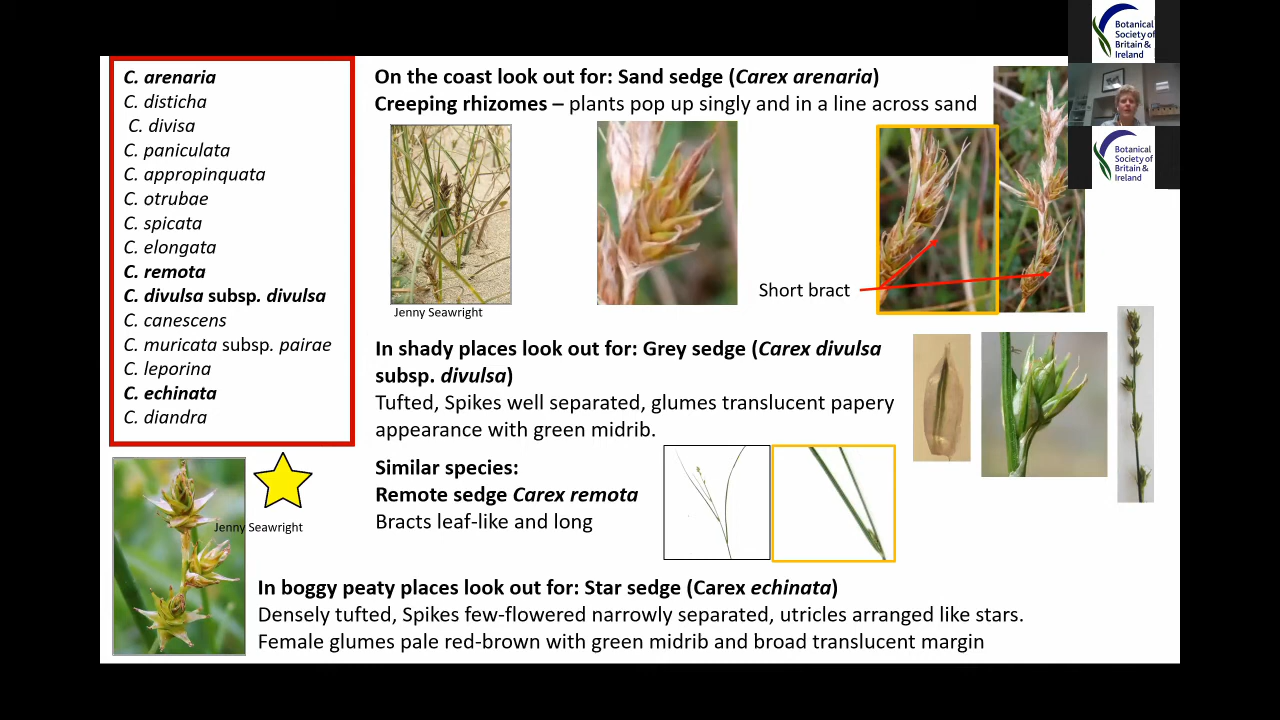 C. arenaria
C. disticha
C. divisa
C. paniculata
C. appropinquata
C. otrubae
C. spicata
C. elongata
C. remota
C. divulsa subsp. divulsa
C. canescens
C. muricata subsp. pairae
C. leporina
C. echinata
C. diandra
On the coast look out for: Sand sedge (Carex arenaria)
Creeping rhizomes – plants pop up singly and in a line across sand
Jenny Seawright
Short bract
In shady places look out for: Grey sedge (Carex divulsa
subsp. divulsa)
Tufted, Spikes well separated, glumes translucent papery
appearance with green midrib.
Similar species:
Remote sedge Carex remota
Bracts leaf-like and long
Jenny Seawright
In boggy peaty places look out for: Star sedge (Carex echinata)
Densely tufted, Spikes few-flowered narrowly separated, utricles arranged like stars.
Female glumes pale red-brown with green midrib and broad translucent margin
Botanical
Society of
Britain &
Ireland
Botanical
Society of
Britain &
Ireland